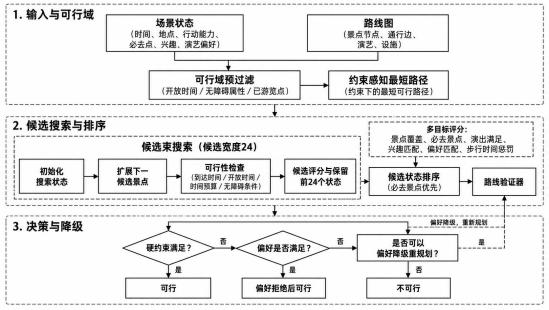 1. 输入与可行域
场景状态
(时间、地点、行动能力、
必去点、兴趣、演艺偏好)
路线图
(景点节点、通行边、
演艺、设施)
可行域预过滤
(开放时间 / 无障碍属性 / 已游览点)
约束感知最短路径
(约束下的最短可行路径)
2. 候选搜索与排序
候选束搜索 (候选宽度24)
初始化
搜索状态
扩展下一
候选景点
可行性检查
(到达时间 / 开放时间 /
时间预算 / 无障碍条件)
候选评分与保留
前24个状态
多目标评分:
景点覆盖、必去景点、演出满足、
兴趣匹配、偏好匹配、步行时间惩罚
候选状态排序
(必去景点优先)
路线验证器
3. 决策与降级
偏好降级, 重新规划
硬约束满足?
否
偏好是否满足?
否
是否可以
偏好降级重规划?
是
是
是
否
可行
偏好拒绝后可行
不可行